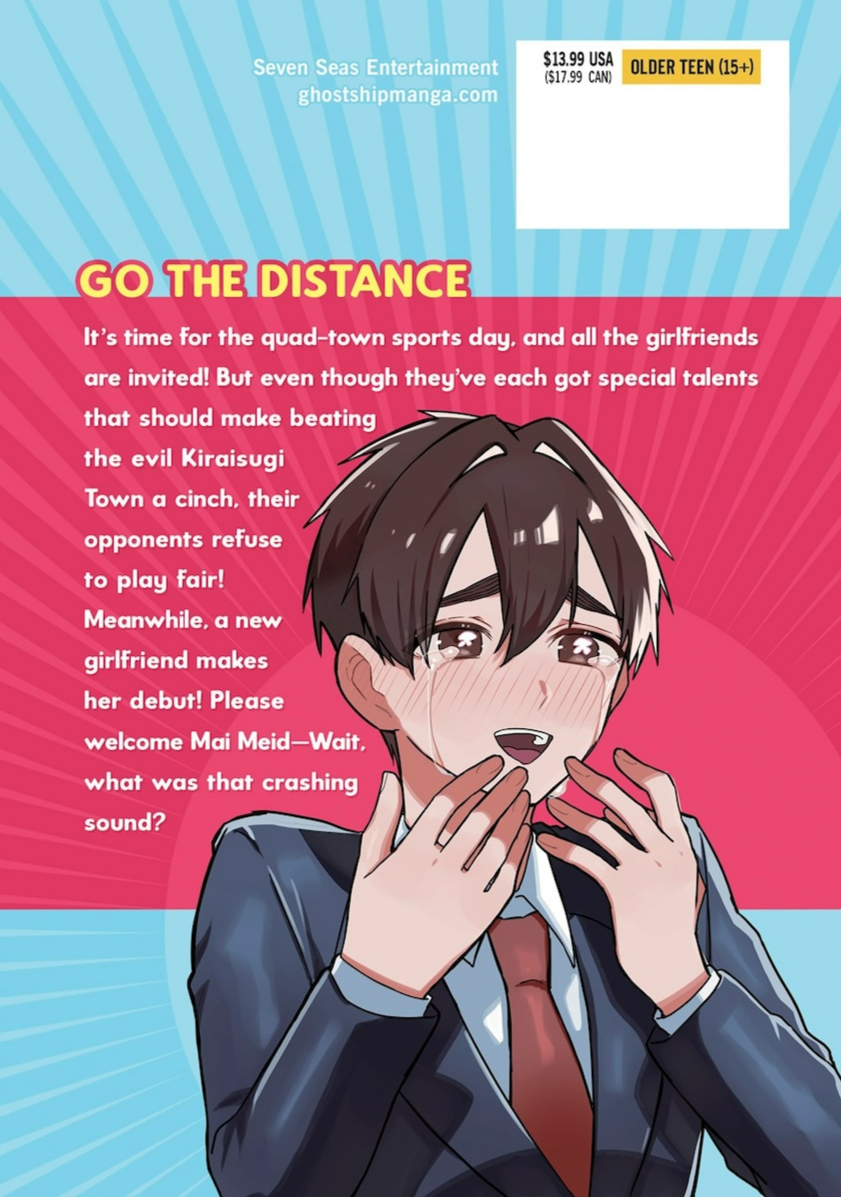 Seven Seas Entertainment
ghostshipmanga.com
$13.99 USA
($17.99 CAN)
OLDER TEEN (15+)
GO THE DISTANCE
It's time for the quad-town sports day, and all the girlfriends
are invited! But even though they've each got special talents
that should make beating
the evil Kiraisugi
Town a cinch, their
opponents refuse
to play fair!
Meanwhile, a new
girlfriend makes
her debut! Please
welcome Mai Meid—Wait,
what was that crashing
sound?